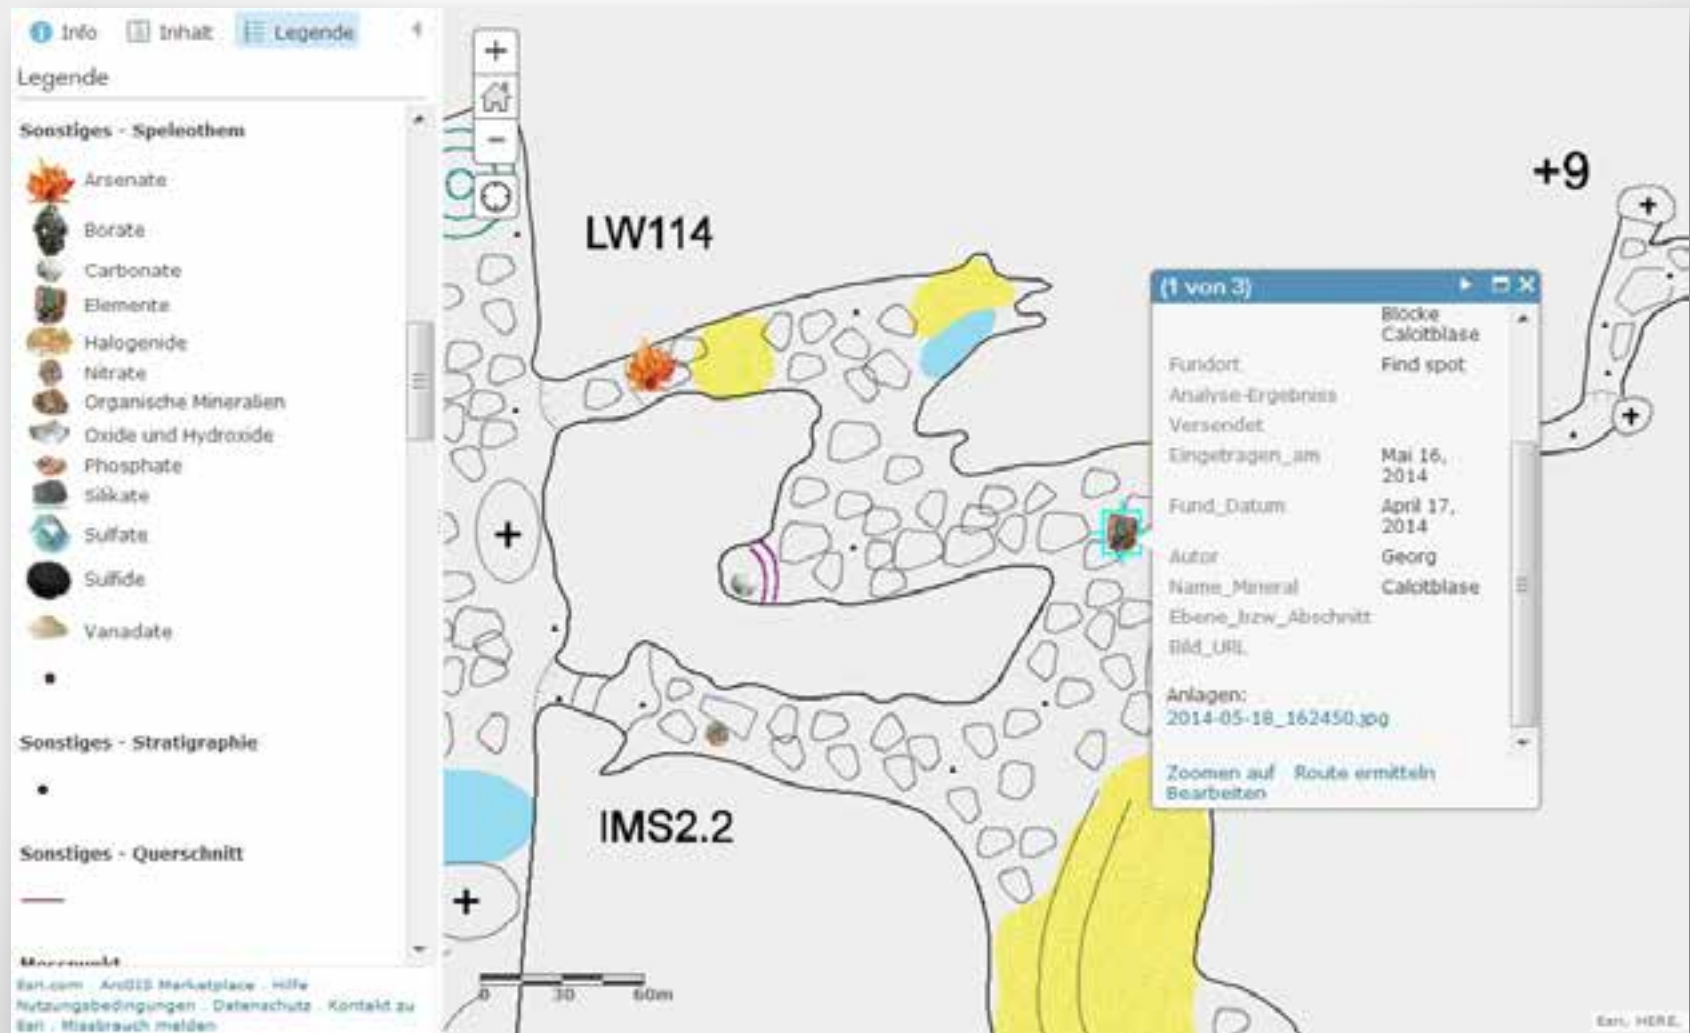 Info Inhalt Legende
Legende
Sonstiges - Speleothem
Arsenate
Borate
Carbonate
Elemente
Halogenide
Nitrate
Organische Mineralien
Oxide und Hydroxide
Phosphate
Silikate
Sulfate
Sulfide
Vanadate
Sonstiges - Stratigraphie
Sonstiges - Querschnitt
Messpunkt
Esri.com . ArcGIS Marketplace . Hilfe
Nutzungsbedingungen . Datenschutz . Kontakt zu
Esri . Missbrauch melden
+
−
LW114
+9
IMS2.2
+
+
+
+
0 30 60m
(1 von 3)
Blöcke
Calcitblase
Fundort Find spot
Analyse-Ergebniss
Versendet
Eingetragen_am Mai 16,
2014
Fund_Datum April 17,
2014
Autor Georg
Name_Mineral Calcitblase
Ebene_bzw_Abschnitt
Bild_URL
Anlagen:
2014-05-18_162450.jpg
Zoomen auf Route ermitteln
Bearbeiten
Esri, HERE,